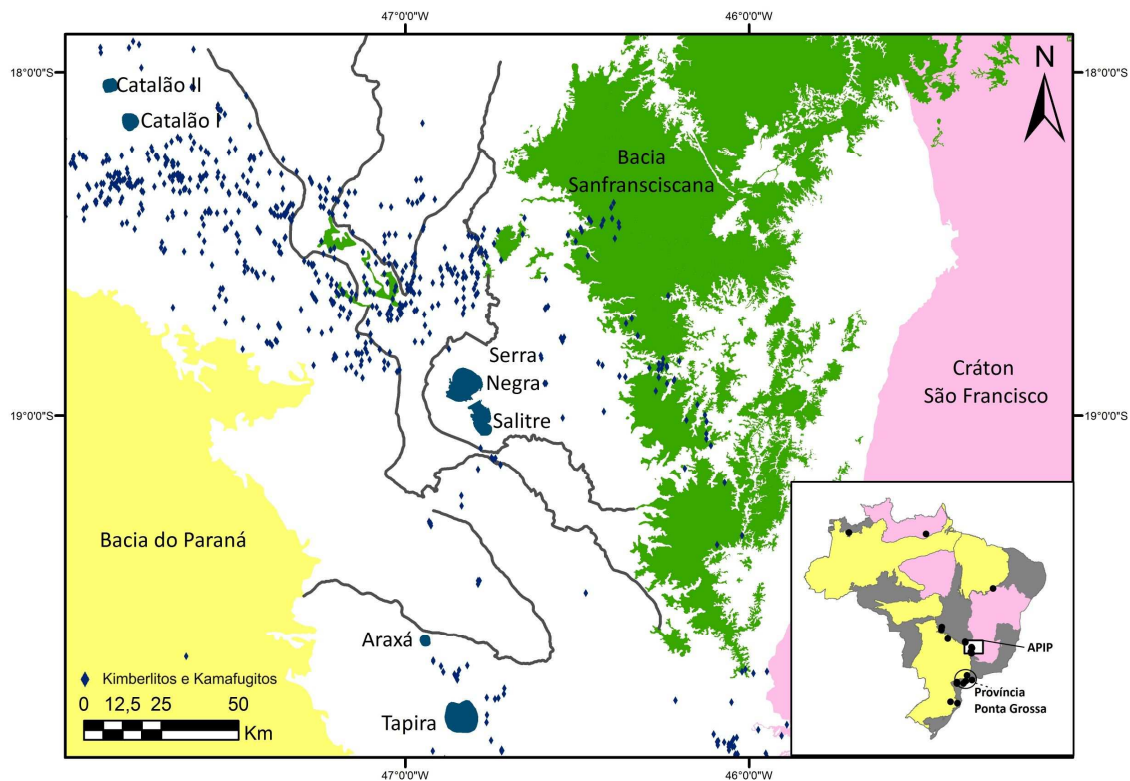 47°0'0"W
46°0'0"W
18°0'0"S
18°0'0"S
N
Catalão II
Catalão I
Bacia
Sanfransciscana
Serra
Negra
Salitre
Cráton
São Francisco
19°0'0"S
19°0'0"S
Bacia do Paraná
Araxá
Tapira
Kimberlitos e Kamafugitos
0 12,5 25 50
Km
APIP
Província
Ponta Grossa
47°0'0"W
46°0'0"W